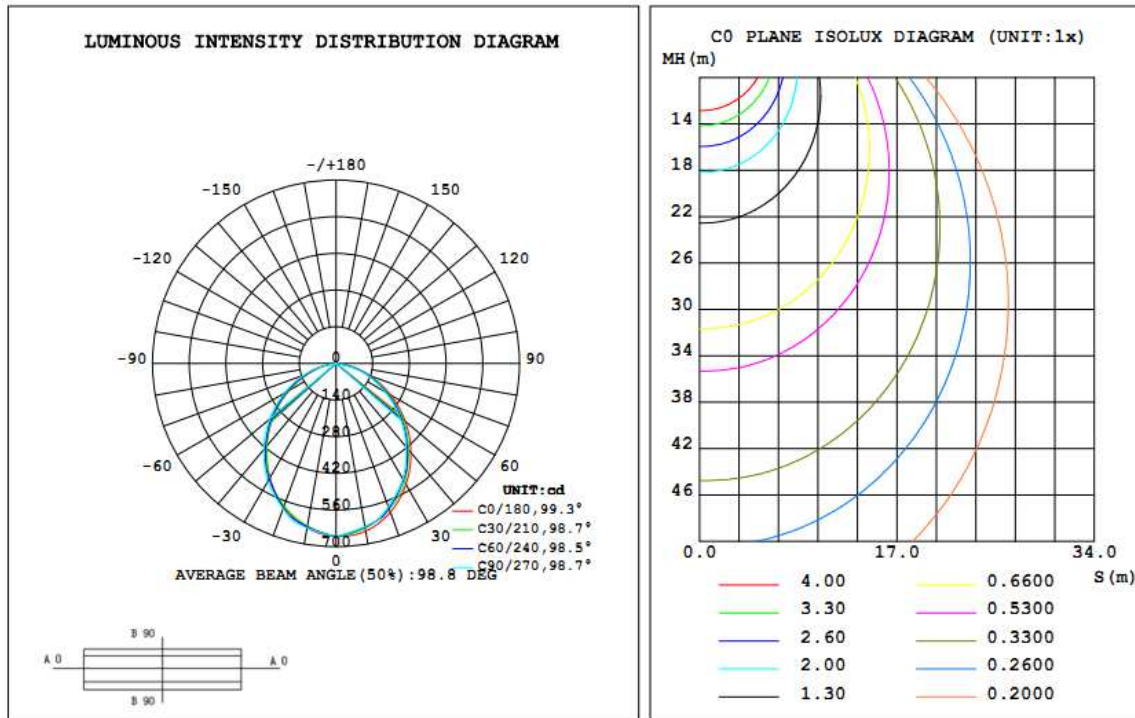 LUMINOUS INTENSITY DISTRIBUTION DIAGRAM
-/+180
-150 150
-120 120
-90 0 90
140
280
-60 420 60
560
-30 700 30
0
UNIT:cd
C0/180,99.3°
C30/210,98.7°
C60/240,98.5°
C90/270,98.7°
AVERAGE BEAM ANGLE(50%):98.8 DEG
B 90
A 0 A 0
B 90
C0 PLANE ISOLUX DIAGRAM (UNIT:lx)
MH(m)
14
18
22
26
30
34
38
42
46
0.0 17.0 34.0
S(m)
4.00 0.6600
3.30 0.5300
2.60 0.3300
2.00 0.2600
1.30 0.2000